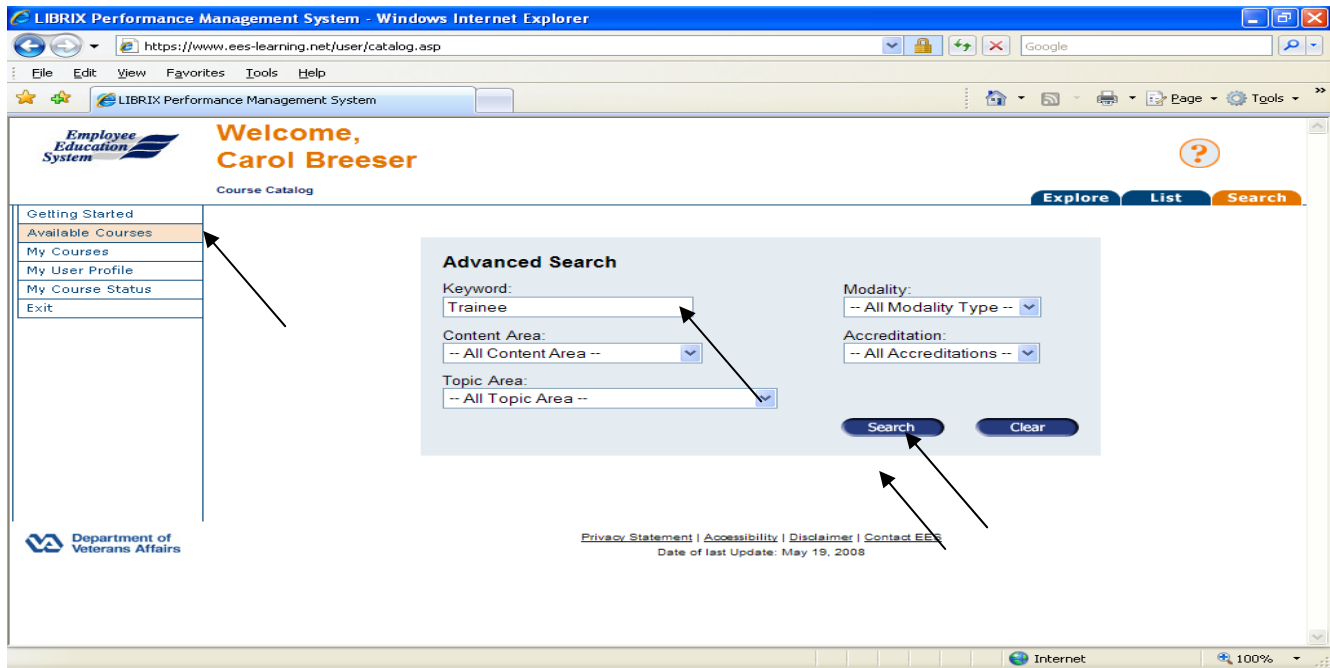 LIBRIX Performance Management System - Windows Internet Explorer
https://www.ees-learning.net/user/catalog.asp
Google
File Edit View Favorites Tools Help
LIBRIX Performance Management System
Page Tools »
Employee
Education
System
Welcome,
Carol Breeser
?
Course Catalog
Explore List Search
Getting Started
Available Courses
My Courses
My User Profile
My Course Status
Exit
Advanced Search
Keyword: Modality:
Trainee -- All Modality Type --
Content Area: Accreditation:
-- All Content Area -- -- All Accreditations --
Topic Area:
-- All Topic Area --
Search Clear
VA Department of
Veterans Affairs
Privacy Statement | Accessibility | Disclaimer | Contact EES
Date of last Update: May 19, 2008
Internet 100%